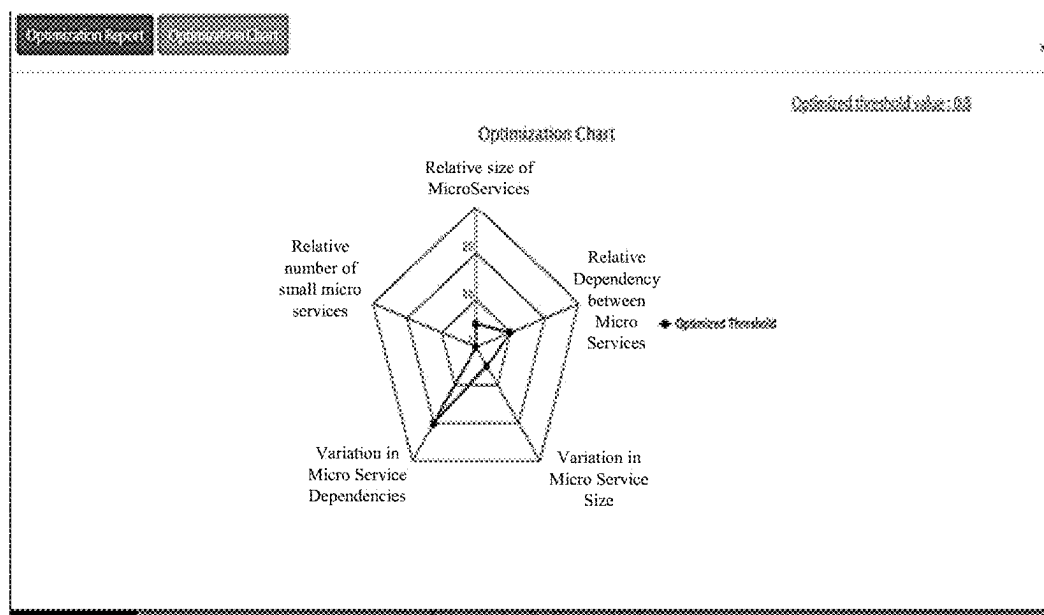 Optimization Report
Optimization Chart
Optimized threshold value : 0.8
Optimization Chart
Relative size of
MicroServices
Relative
number of
small micro
services
Relative
Dependency
between
Micro
Services
Optimized Threshold
Variation in
Micro Service
Dependencies
Variation in
Micro Service
Size